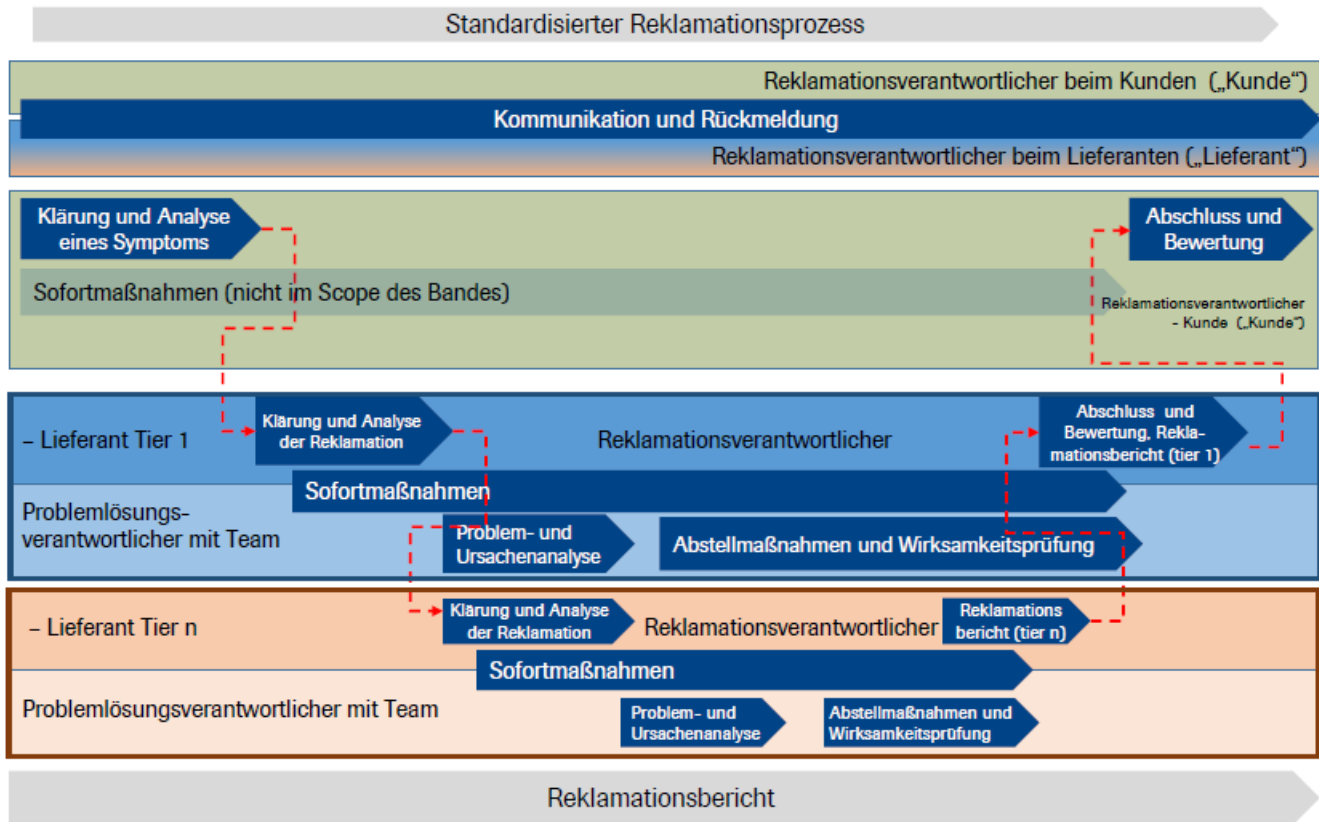 Standardisierter Reklamationsprozess
Reklamationsverantwortlicher beim Kunden („Kunde“)
Kommunikation und Rückmeldung
Reklamationsverantwortlicher beim Lieferanten („Lieferant“)
Klärung und Analyse
eines Symptoms
Abschluss und
Bewertung
Sofortmaßnahmen (nicht im Scope des Bandes)
Reklamationsverantwortlicher
- Kunde („Kunde“)
– Lieferant Tier 1
Klärung und Analyse
der Reklamation
Reklamationsverantwortlicher
Abschluss und
Bewertung, Rekla-
mationsbericht (tier 1)
Sofortmaßnahmen
Problemlösungs-
verantwortlicher mit Team
Problem- und
Ursachenanalyse
Abstellmaßnahmen und Wirksamkeitsprüfung
– Lieferant Tier n
Klärung und Analyse
der Reklamation
Reklamationsverantwortlicher
Reklamations
bericht (tier n)
Sofortmaßnahmen
Problemlösungsverantwortlicher mit Team
Problem- und
Ursachenanalyse
Abstellmaßnahmen und
Wirksamkeitsprüfung
Reklamationsbericht